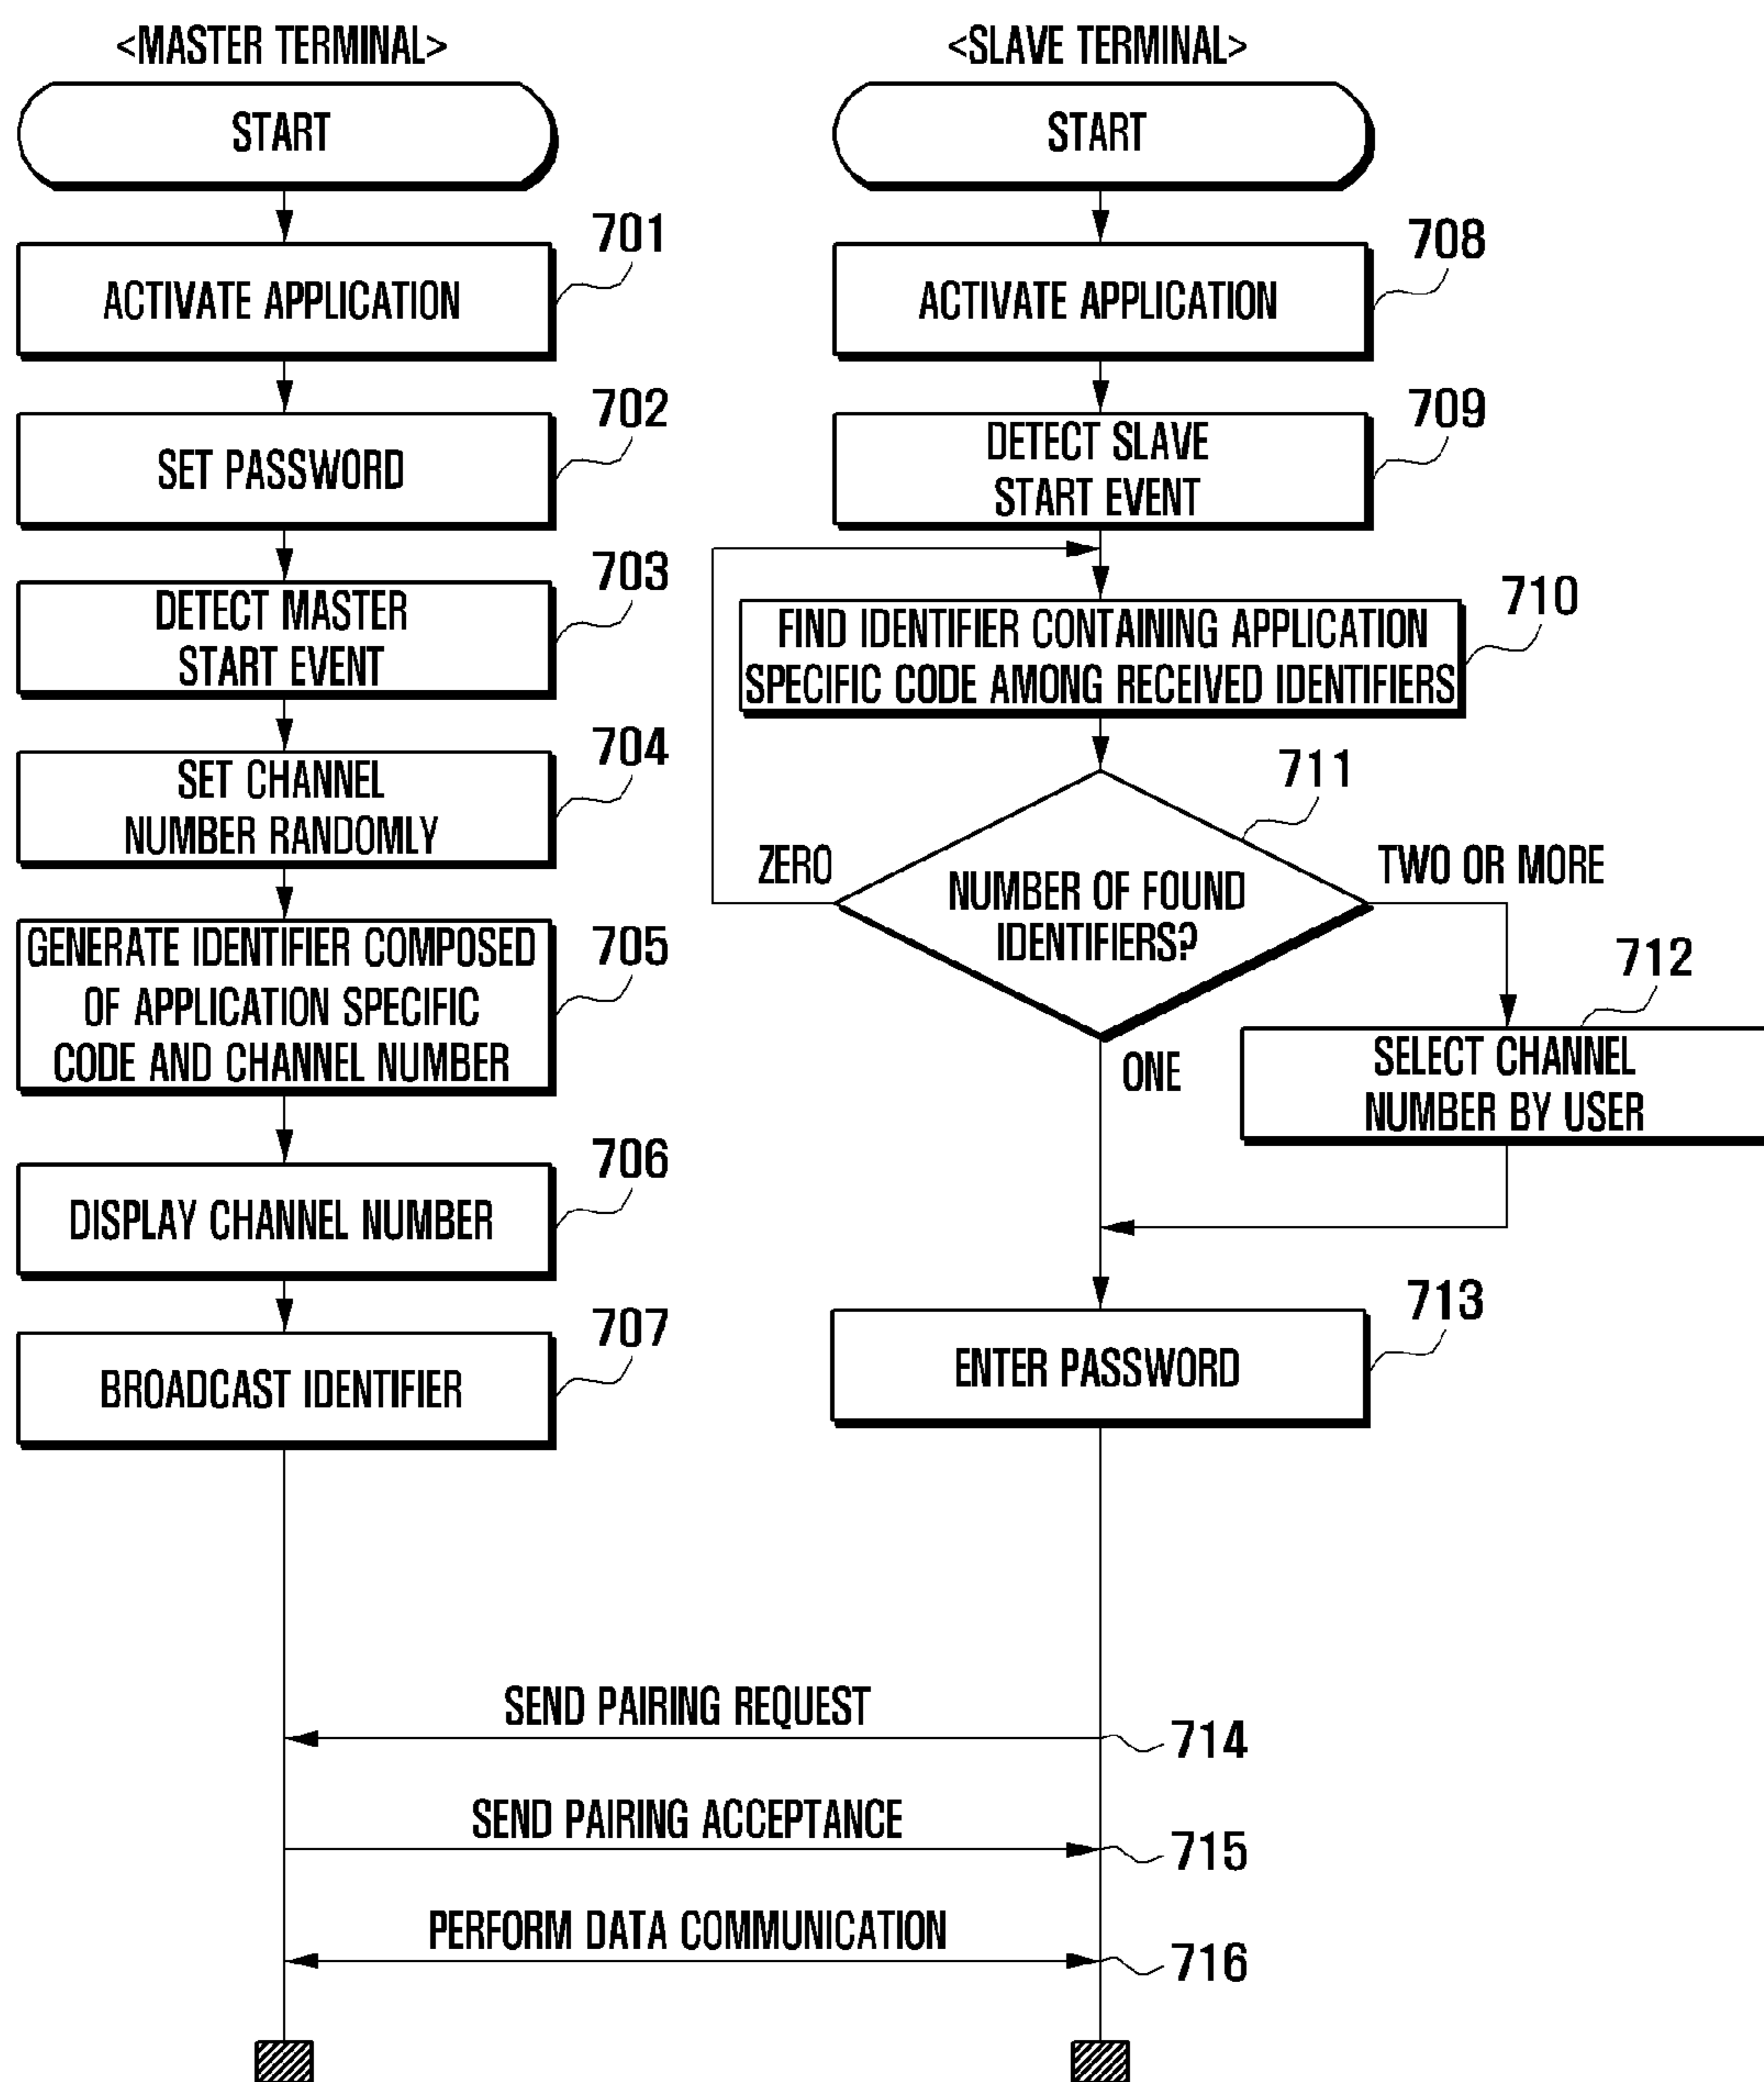 <MASTER TERMINAL>
START
701
ACTIVATE APPLICATION
702
SET PASSWORD
703
DETECT MASTER
START EVENT
704
SET CHANNEL
NUMBER RANDOMLY
705
GENERATE IDENTIFIER COMPOSED
OF APPLICATION SPECIFIC
CODE AND CHANNEL NUMBER
706
DISPLAY CHANNEL NUMBER
707
BROADCAST IDENTIFIER
<SLAVE TERMINAL>
START
708
ACTIVATE APPLICATION
709
DETECT SLAVE
START EVENT
710
FIND IDENTIFIER CONTAINING APPLICATION
SPECIFIC CODE AMONG RECEIVED IDENTIFIERS
711
ZERO
NUMBER OF FOUND
IDENTIFIERS?
TWO OR MORE
712
SELECT CHANNEL
NUMBER BY USER
ONE
713
ENTER PASSWORD
SEND PAIRING REQUEST
714
SEND PAIRING ACCEPTANCE
715
PERFORM DATA COMMUNICATION
716